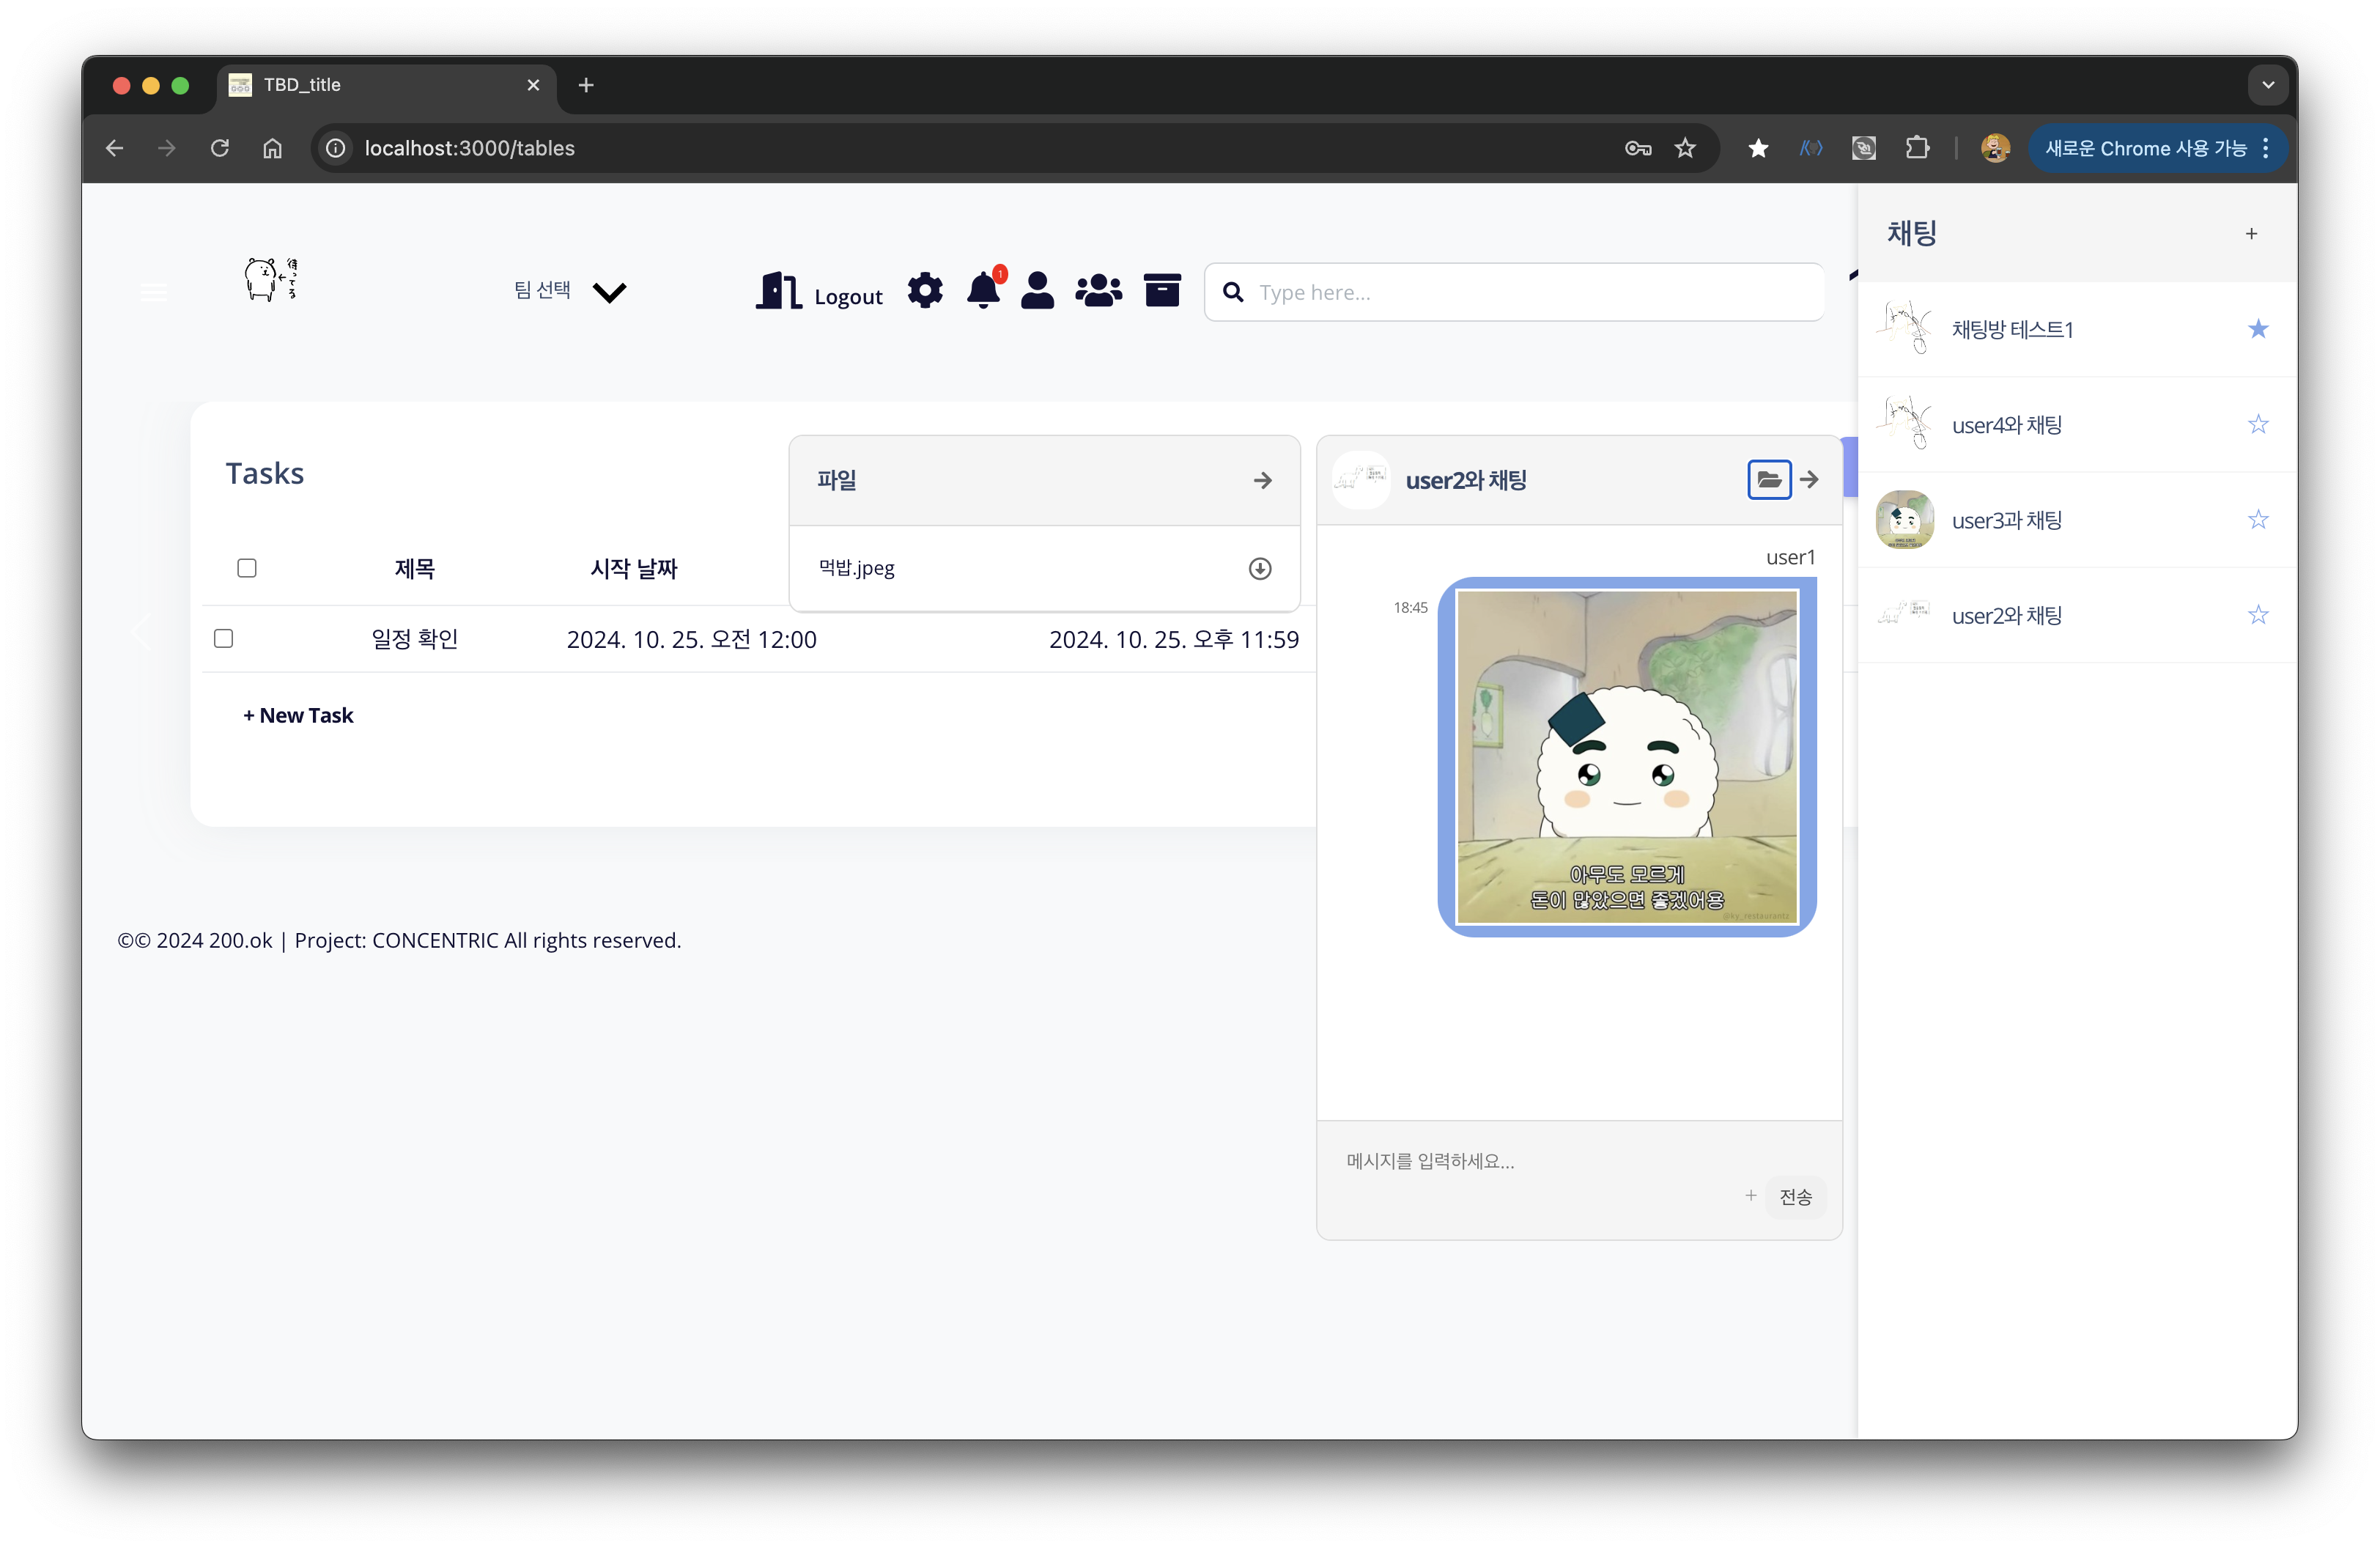 TBD_title
localhost:3000/tables
새로운 Chrome 사용 가능
待ってる
팀 선택
Logout
1
Type here...
채팅
+
채팅방 테스트1
user4와 채팅
user3과 채팅
user2와 채팅
Tasks
제목
시작 날짜
일정 확인
2024. 10. 25. 오전 12:00
2024. 10. 25. 오후 11:59
+ New Task
파일
먹밥.jpeg
user2와 채팅
user1
18:45
아무도 모르게
돈이 많았으면 좋겠어용
@ky_restaurantz
메시지를 입력하세요...
+
전송
©© 2024 200.ok | Project: CONCENTRIC All rights reserved.